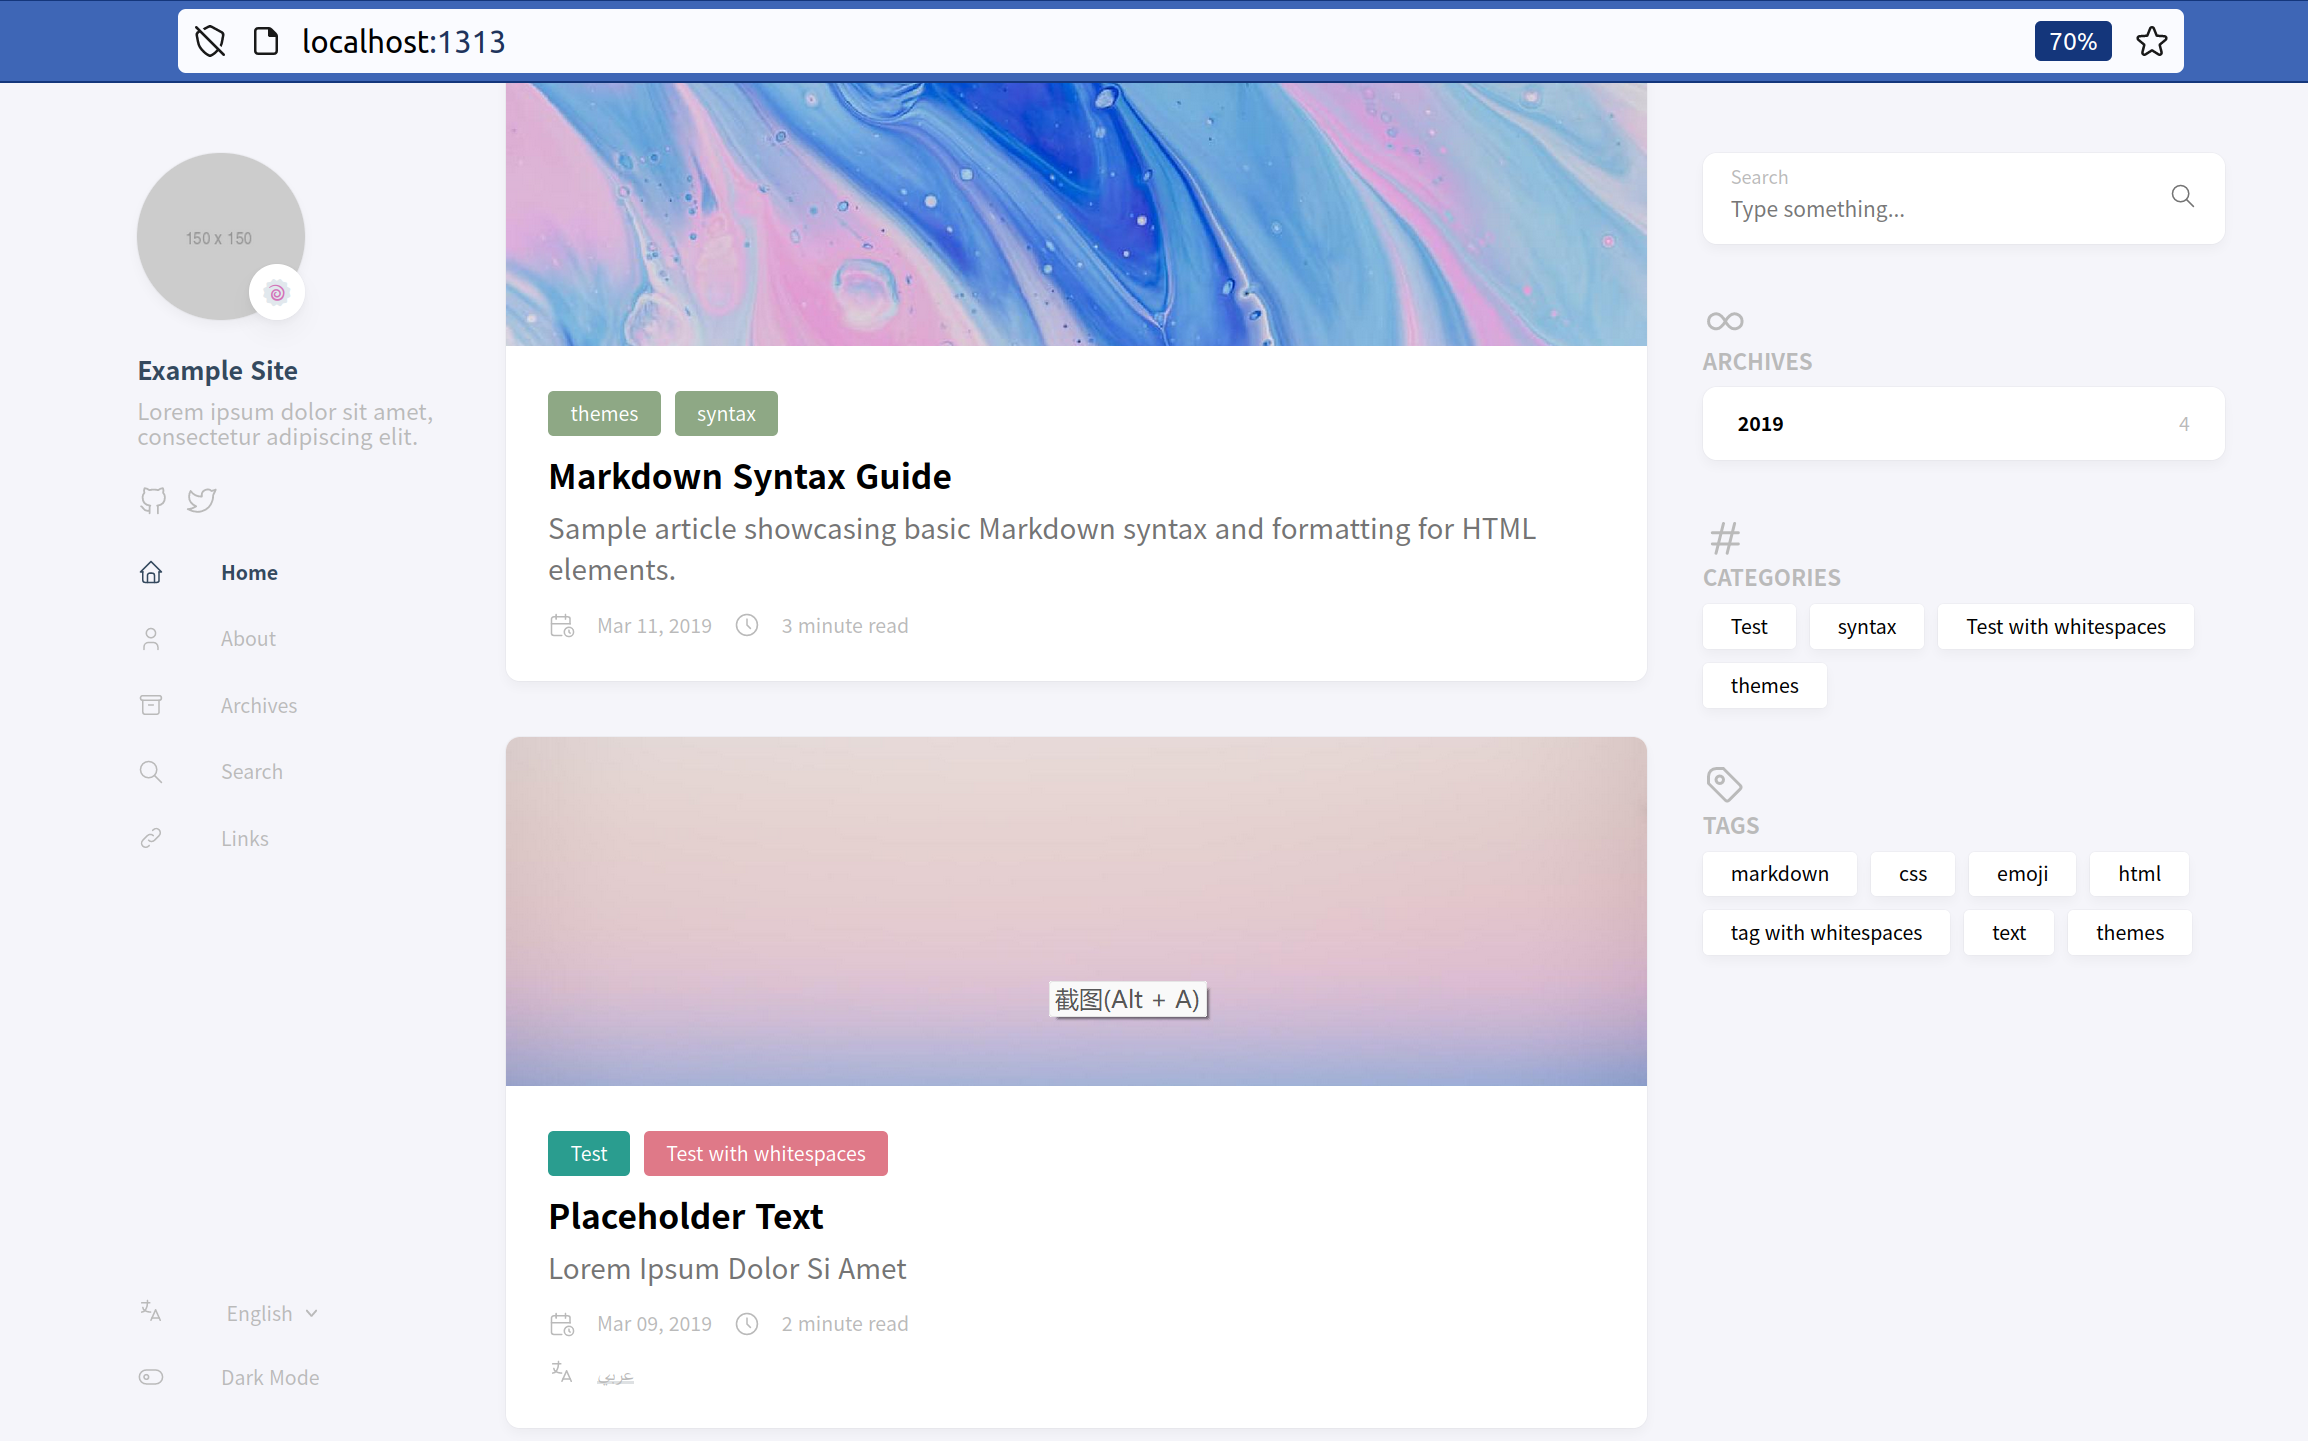 localhost:1313
70%
150 x 150
Example Site
Lorem ipsum dolor sit amet,
consectetur adipiscing elit.
Home
About
Archives
Search
Links
English
Dark Mode
themes
syntax
Markdown Syntax Guide
Sample article showcasing basic Markdown syntax and formatting for HTML
elements.
Mar 11, 2019
3 minute read
截图(Alt + A)
Test
Test with whitespaces
Placeholder Text
Lorem Ipsum Dolor Si Amet
Mar 09, 2019
2 minute read
عربي
Search
Type something...
ARCHIVES
2019
4
CATEGORIES
Test
syntax
Test with whitespaces
themes
TAGS
markdown
css
emoji
html
tag with whitespaces
text
themes